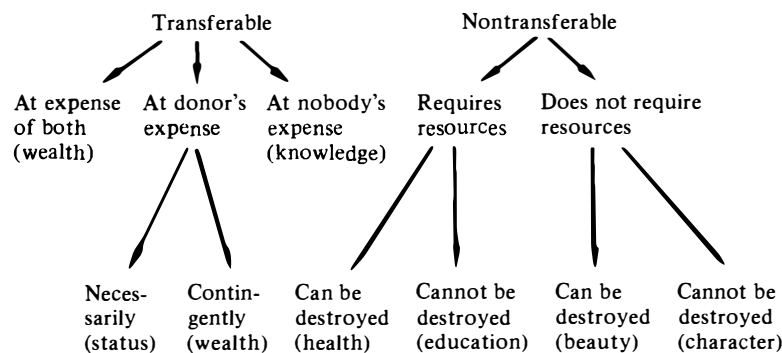 Transferable
Nontransferable
At expense
of both
(wealth)
At donor's
expense
At nobody's
expense
(knowledge)
Requires
resources
Does not require
resources
Neces-
sarily
(status)
Contin-
gently
(wealth)
Can be
destroyed
(health)
Cannot be
destroyed
(education)
Can be
destroyed
(beauty)
Cannot be
destroyed
(character)